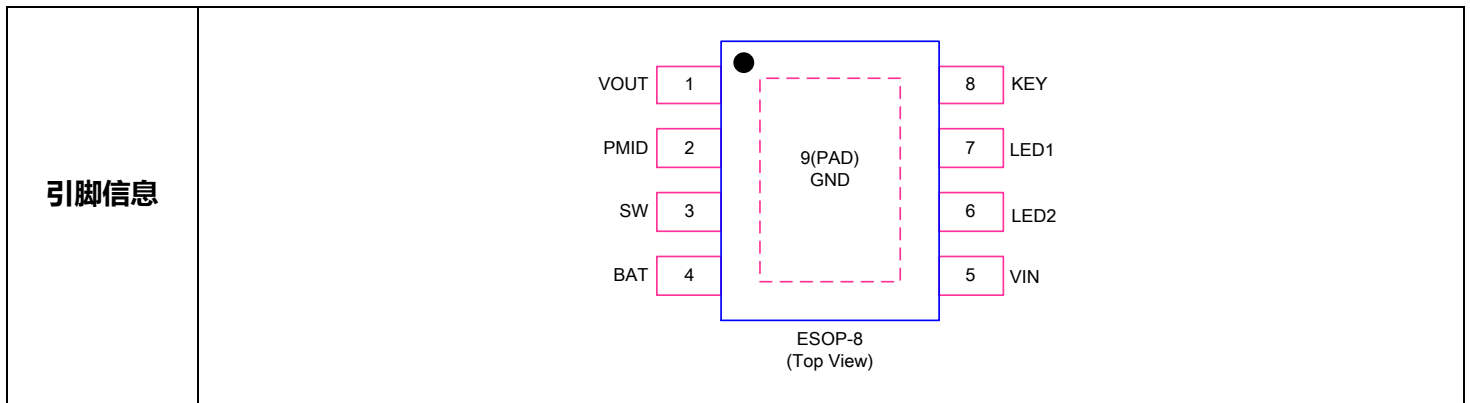 引脚信息
VOUT 1
PMID 2
SW 3
BAT 4
9(PAD)
GND
8 KEY
7 LED1
6 LED2
5 VIN
ESOP-8
(Top View)